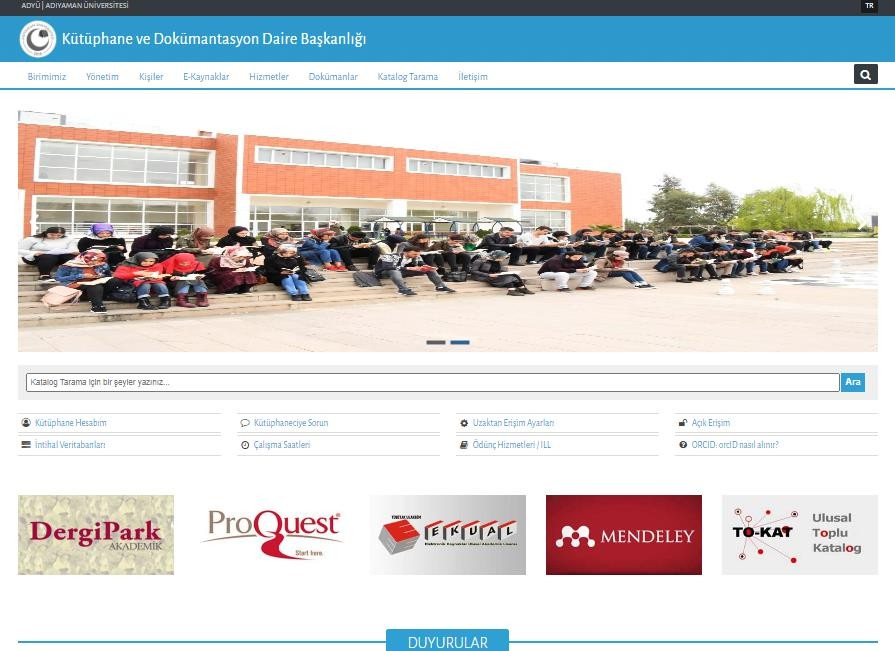 ADYÜ | ADIYAMAN ÜNİVERSİTESİ
TR
Kütüphane ve Dokümantasyon Daire Başkanlığı
Birimimiz Yönetim Kişiler E-Kaynaklar Hizmetler Dokümanlar Katalog Tarama İletişim
Katalog Tarama için bir şeyler yazınız... Ara
Kütüphane Hesabım Kütüphaneciye Sorun Uzaktan Erişim Ayarları Açık Erişim
İntihal Veritabanları Çalışma Saatleri Ödünç Hizmetleri / ILL ORCID: orcID nasıl alınır?
DergiPark
AKADEMİK
ProQuest®
Start here.
TÜBİTAK ULAKBİM
EKUAL
Elektronik Kaynaklar Ulusal Akademik Lisansı
MENDELEY
TO-KAT
Ulusal
Toplu
Katalog
DUYURULAR